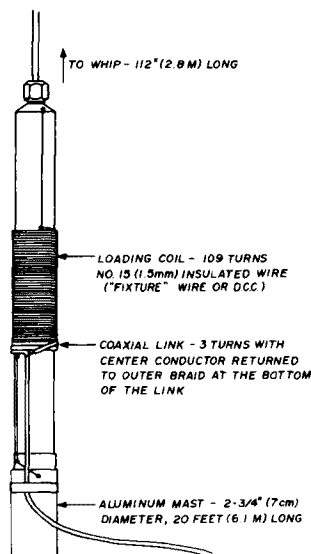 TO WHIP - 112" (2.8 M) LONG
LOADING COIL - 109 TURNS
NO. 15 (1.5mm) INSULATED WIRE
("FIXTURE" WIRE OR D.C.C.)
COAXIAL LINK - 3 TURNS WITH
CENTER CONDUCTOR RETURNED
TO OUTER BRAID AT THE BOTTOM
OF THE LINK
ALUMINUM MAST - 2-3/4" (7cm)
DIAMETER, 20 FEET (6.1 M) LONG